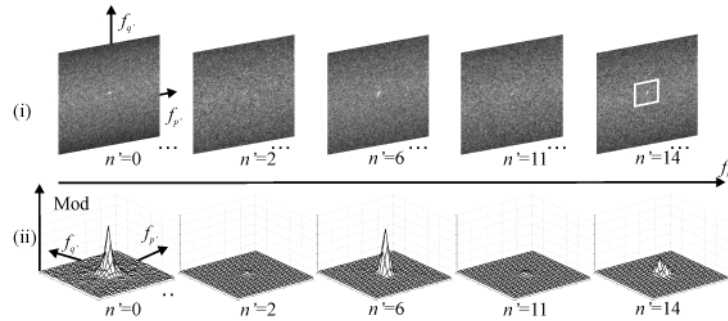 f_q'
(i)
f_p'
... ... ... ... ...
n'=0 n'=2 n'=6 n'=11 n'=14
Mod
(ii)
f_q' f_p'
..
n'=0 n'=2 n'=6 n'=11 n'=14